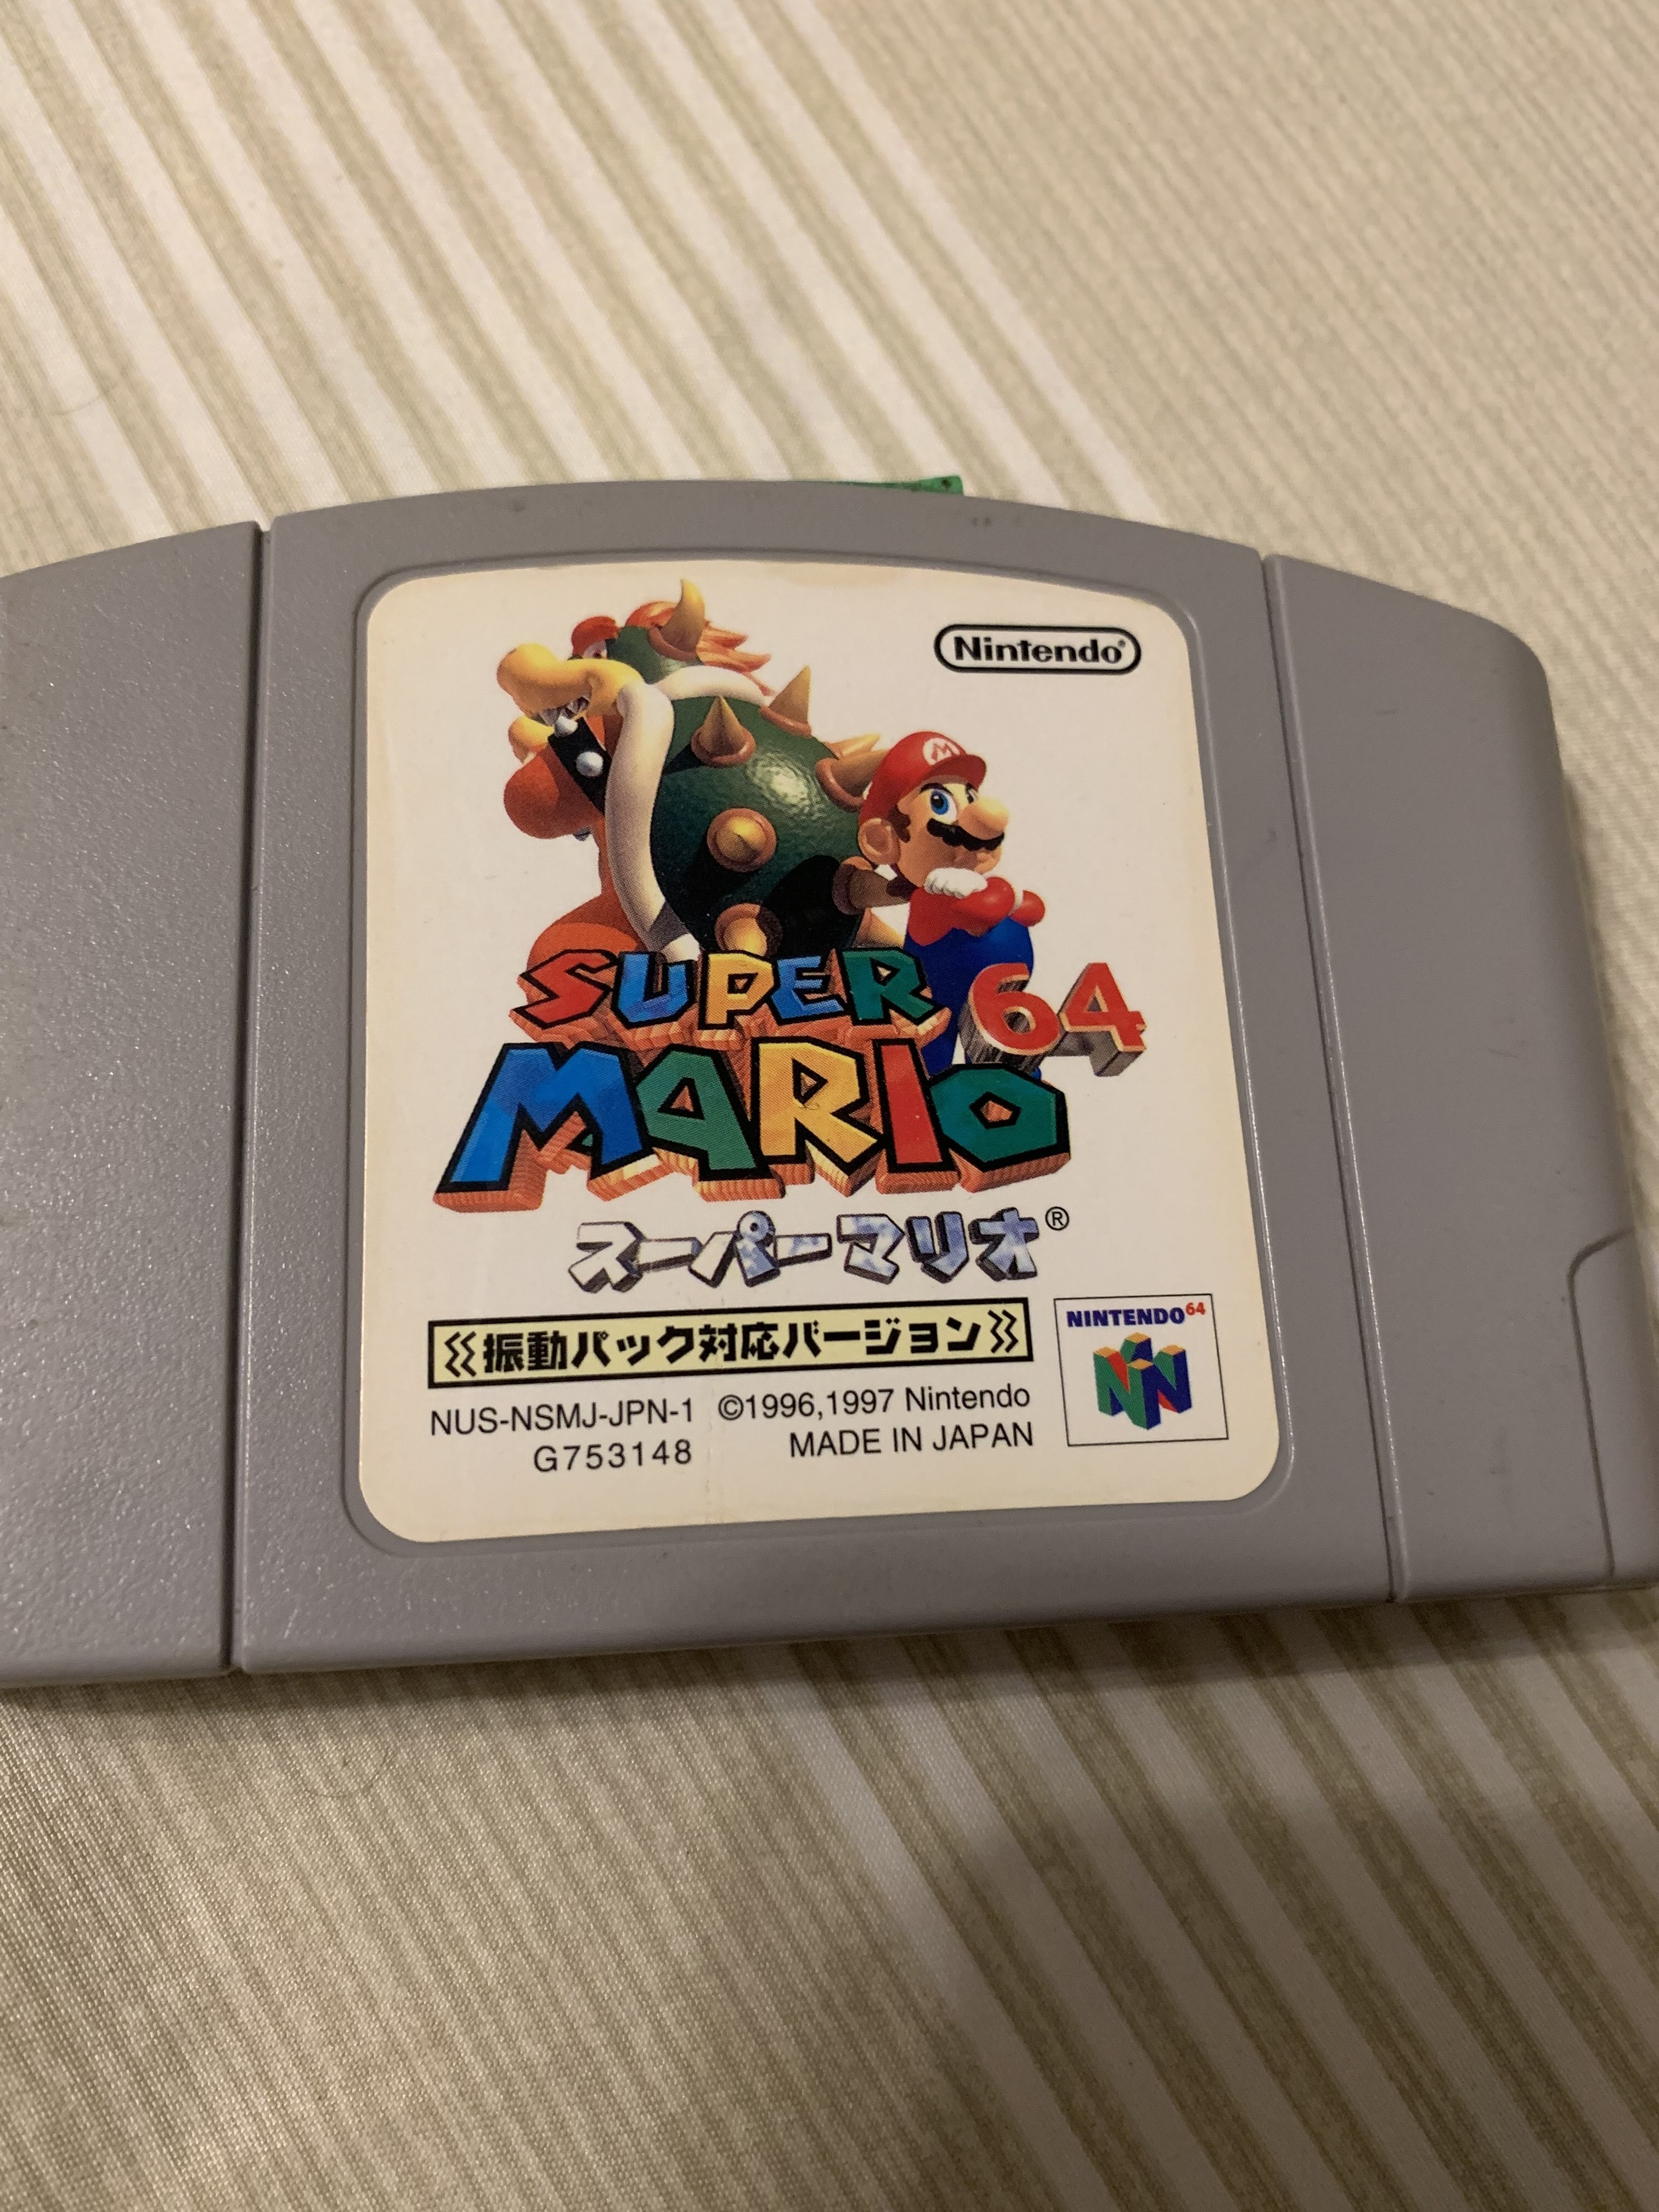 Nintendo®
M
SUPER
MARIO 64
スーパーマリオ®
振動パック対応バージョン
NUS-NSMJ-JPN-1 ©1996,1997 Nintendo
G753148 MADE IN JAPAN
NINTENDO64
N